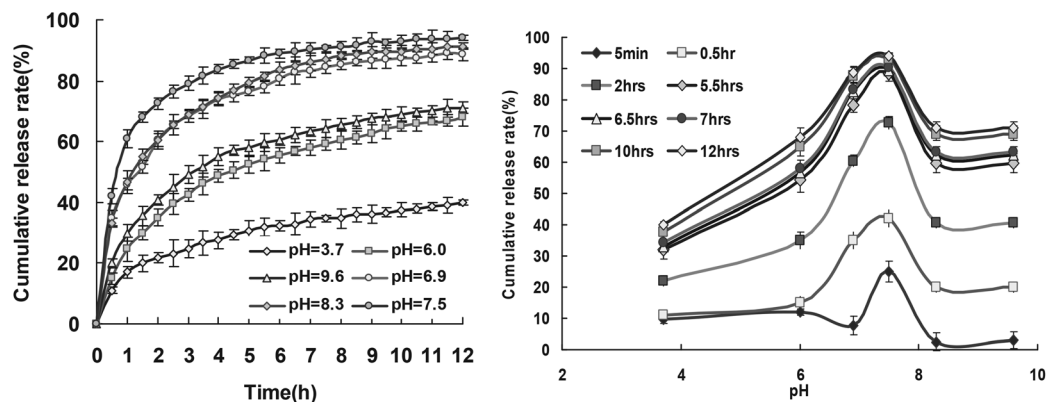 Cumulative release rate(%)
100
80
60
40
20
0
0 1 2 3 4 5 6 7 8 9 10 11 12
Time(h)
pH=3.7 pH=6.0
pH=9.6 pH=6.9
pH=8.3 pH=7.5
Cumulative release rate(%)
100
90
80
70
60
50
40
30
20
10
0
2 4 6 8 10
pH
5min 0.5hr
2hrs 5.5hrs
6.5hrs 7hrs
10hrs 12hrs